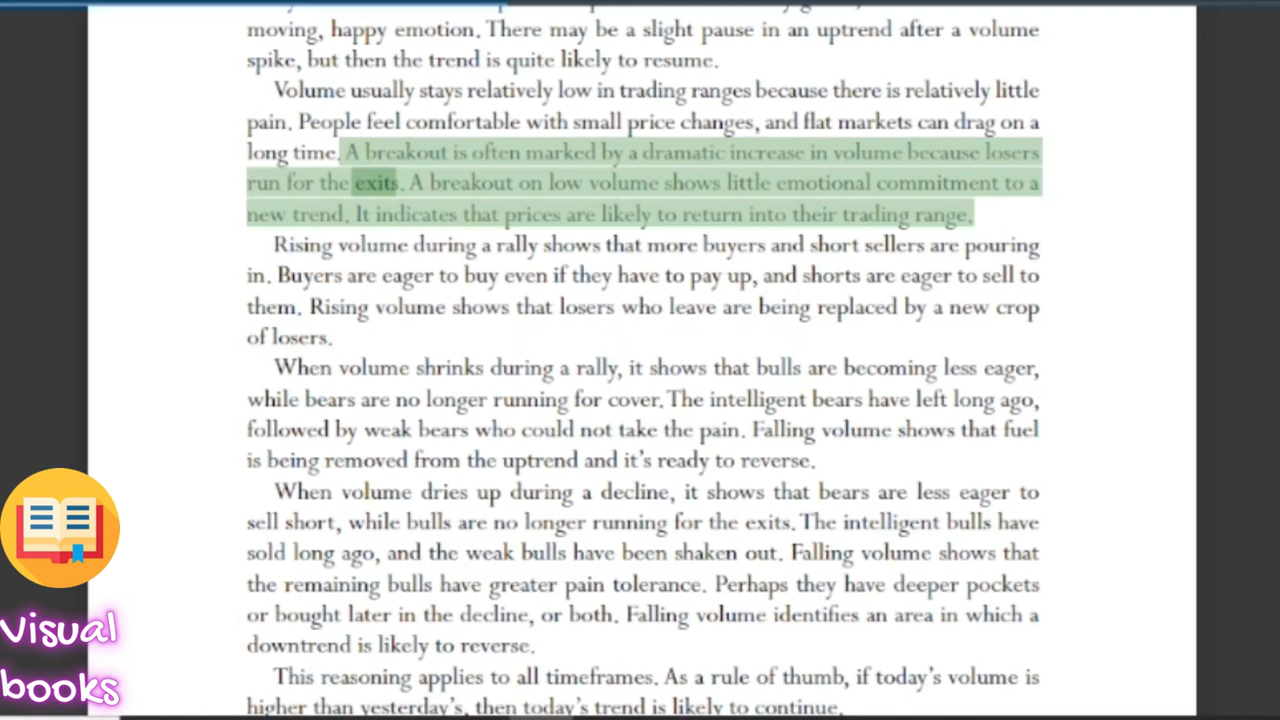 moving, happy emotion. There may be a slight pause in an uptrend after a volume
spike, but then the trend is quite likely to resume.
Volume usually stays relatively low in trading ranges because there is relatively little
pain. People feel comfortable with small price changes, and flat markets can drag on a
long time. A breakout is often marked by a dramatic increase in volume because losers
run for the exits. A breakout on low volume shows little emotional commitment to a
new trend. It indicates that prices are likely to return into their trading range.
Rising volume during a rally shows that more buyers and short sellers are pouring
in. Buyers are eager to buy even if they have to pay up, and shorts are eager to sell to
them. Rising volume shows that losers who leave are being replaced by a new crop
of losers.
When volume shrinks during a rally, it shows that bulls are becoming less eager,
while bears are no longer running for cover. The intelligent bears have left long ago,
followed by weak bears who could not take the pain. Falling volume shows that fuel
is being removed from the uptrend and it's ready to reverse.
When volume dries up during a decline, it shows that bears are less eager to
sell short, while bulls are no longer running for the exits. The intelligent bulls have
sold long ago, and the weak bulls have been shaken out. Falling volume shows that
the remaining bulls have greater pain tolerance. Perhaps they have deeper pockets
or bought later in the decline, or both. Falling volume identifies an area in which a
downtrend is likely to reverse.
This reasoning applies to all timeframes. As a rule of thumb, if today's volume is
higher than yesterday's, then today's trend is likely to continue.
Visual
books